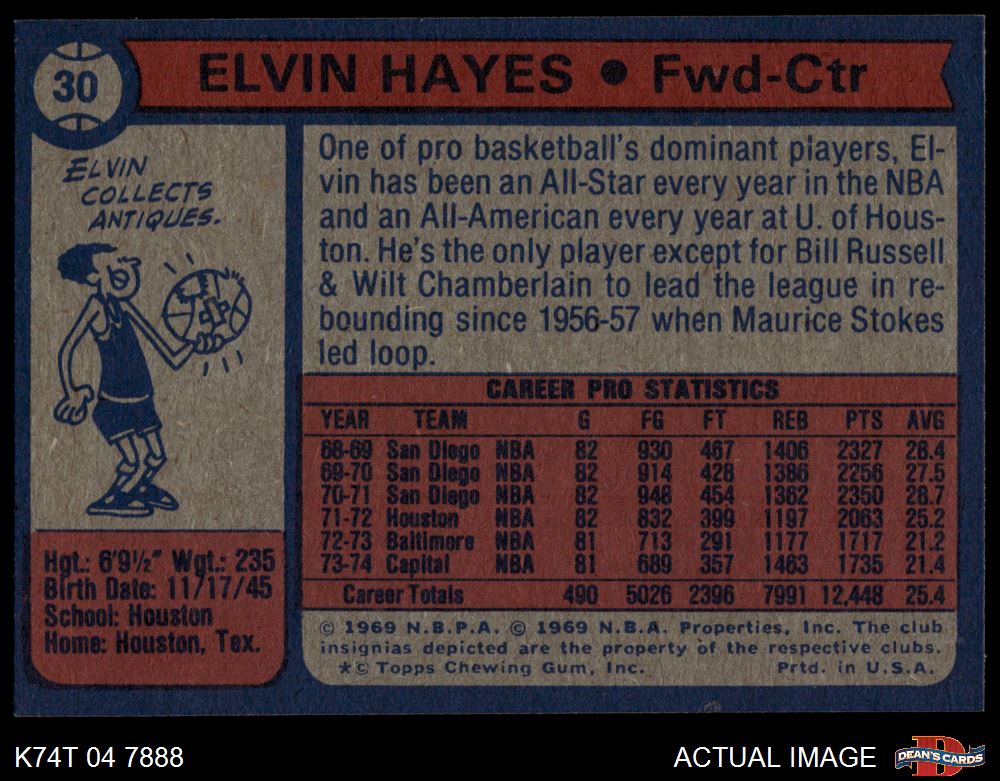 30
ELVIN HAYES • Fwd-Ctr
ELVIN
COLLECTS
ANTIQUES.
One of pro basketball's dominant players, El-
vin has been an All-Star every year in the NBA
and an All-American every year at U. of Hous-
ton. He's the only player except for Bill Russell
& Wilt Chamberlain to lead the league in re-
bounding since 1956-57 when Maurice Stokes
led loop.
CAREER PRO STATISTICS
YEAR TEAM G FG FT REB PTS AVG
68-69 San Diego NBA 82 930 467 1406 2327 28.4
69-70 San Diego NBA 82 914 428 1386 2256 27.5
70-71 San Diego NBA 82 948 454 1362 2350 28.7
71-72 Houston NBA 82 832 399 1197 2063 25.2
72-73 Baltimore NBA 81 713 291 1177 1717 21.2
73-74 Capital NBA 81 689 357 1463 1735 21.4
Career Totals 490 5026 2396 7991 12,448 25.4
Hgt.: 6'9½" Wgt.: 235
Birth Date: 11/17/45
School: Houston
Home: Houston, Tex.
© 1969 N.B.P.A. © 1969 N.B.A. Properties, Inc. The club
insignias depicted are the property of the respective clubs.
*© Topps Chewing Gum, Inc. Prtd. in U.S.A.
K74T 04 7888
ACTUAL IMAGE
DEAN'S CARDS